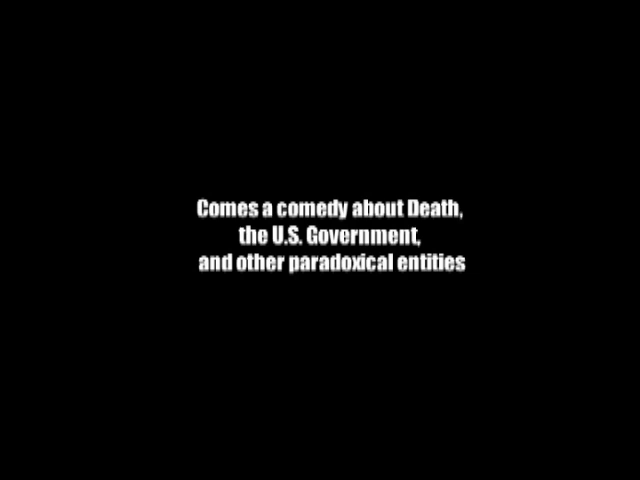 Comes a comedy about Death,
the U.S. Government,
and other paradoxical entities